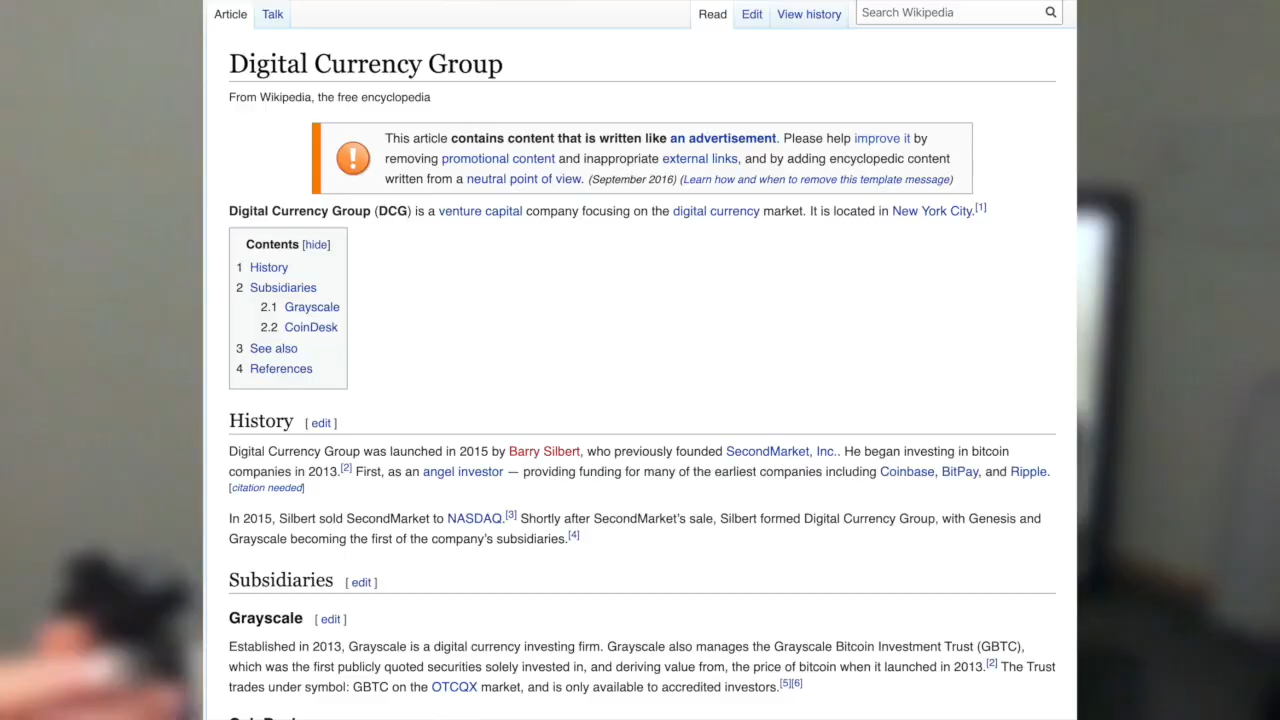 Article Talk Read Edit View history Search Wikipedia
Digital Currency Group
From Wikipedia, the free encyclopedia
This article contains content that is written like an advertisement. Please help improve it by
removing promotional content and inappropriate external links, and by adding encyclopedic content
written from a neutral point of view. (September 2016) (Learn how and when to remove this template message)
Digital Currency Group (DCG) is a venture capital company focusing on the digital currency market. It is located in New York City.[1]
Contents [hide]
1 History
2 Subsidiaries
2.1 Grayscale
2.2 CoinDesk
3 See also
4 References
History [ edit ]
Digital Currency Group was launched in 2015 by Barry Silbert, who previously founded SecondMarket, Inc.. He began investing in bitcoin
companies in 2013.[2] First, as an angel investor — providing funding for many of the earliest companies including Coinbase, BitPay, and Ripple.
[citation needed]
In 2015, Silbert sold SecondMarket to NASDAQ.[3] Shortly after SecondMarket's sale, Silbert formed Digital Currency Group, with Genesis and
Grayscale becoming the first of the company's subsidiaries.[4]
Subsidiaries [ edit ]
Grayscale [ edit ]
Established in 2013, Grayscale is a digital currency investing firm. Grayscale also manages the Grayscale Bitcoin Investment Trust (GBTC),
which was the first publicly quoted securities solely invested in, and deriving value from, the price of bitcoin when it launched in 2013.[2] The Trust
trades under symbol: GBTC on the OTCQX market, and is only available to accredited investors.[5][6]